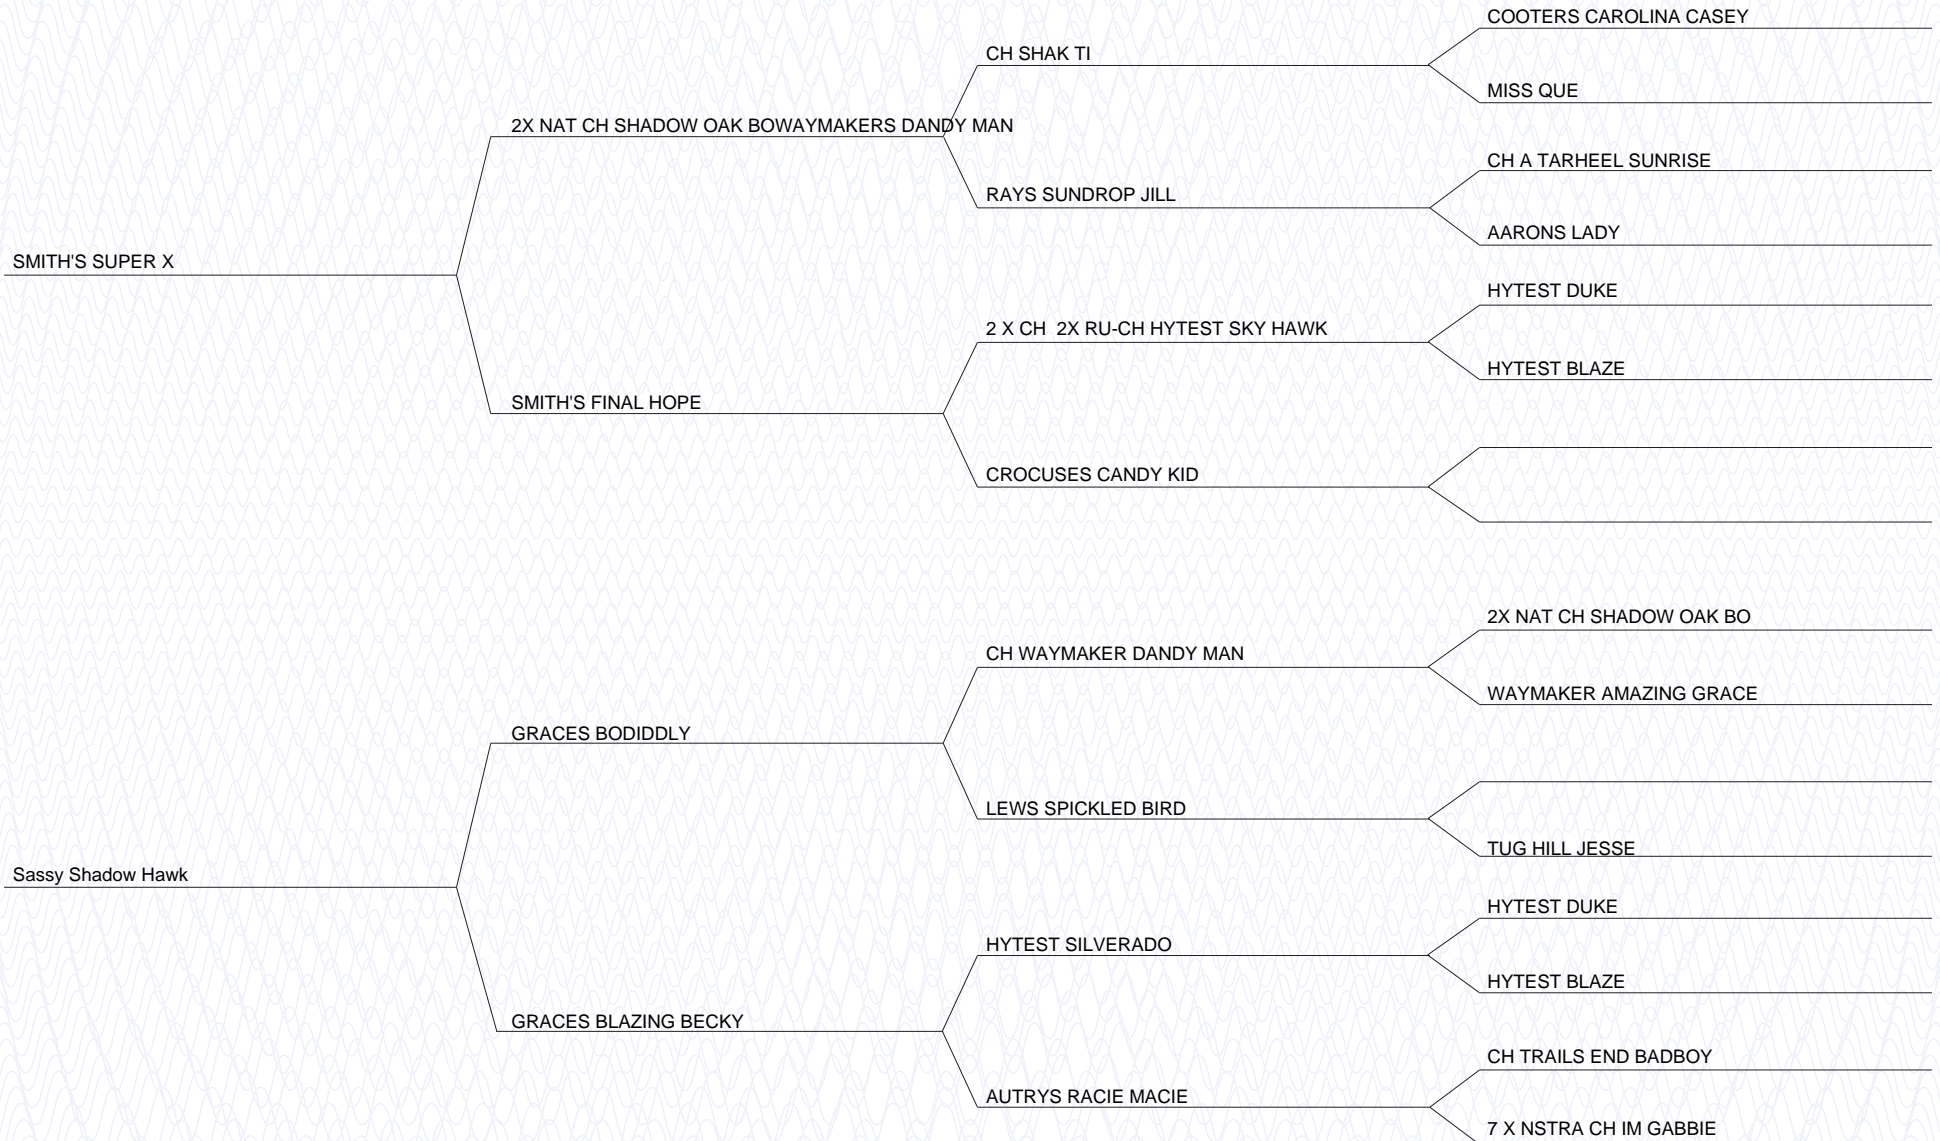 COOTERS CAROLINA CASEY
CH SHAK TI
MISS QUE
2X NAT CH SHADOW OAK BOWAYMAKERS DANDY MAN
CH A TARHEEL SUNRISE
RAYS SUNDROP JILL
AARONS LADY
SMITH'S SUPER X
HYTEST DUKE
2 X CH  2X RU-CH HYTEST SKY HAWK
HYTEST BLAZE
SMITH'S FINAL HOPE
CROCUSES CANDY KID
2X NAT CH SHADOW OAK BO
CH WAYMAKER DANDY MAN
WAYMAKER AMAZING GRACE
GRACES BODIDDLY
LEWS SPICKLED BIRD
TUG HILL JESSE
Sassy Shadow Hawk
HYTEST DUKE
HYTEST SILVERADO
HYTEST BLAZE
GRACES BLAZING BECKY
CH TRAILS END BADBOY
AUTRYS RACIE MACIE
7 X NSTRA CH IM GABBIE